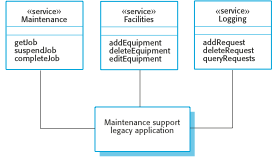 «service»
Maintenance
getJob
suspendJob
completeJob
«service»
Facilities
addEquipment
deleteEquipment
editEquipment
«service»
Logging
addRequest
deleteRequest
queryRequests
Maintenance support
legacy application